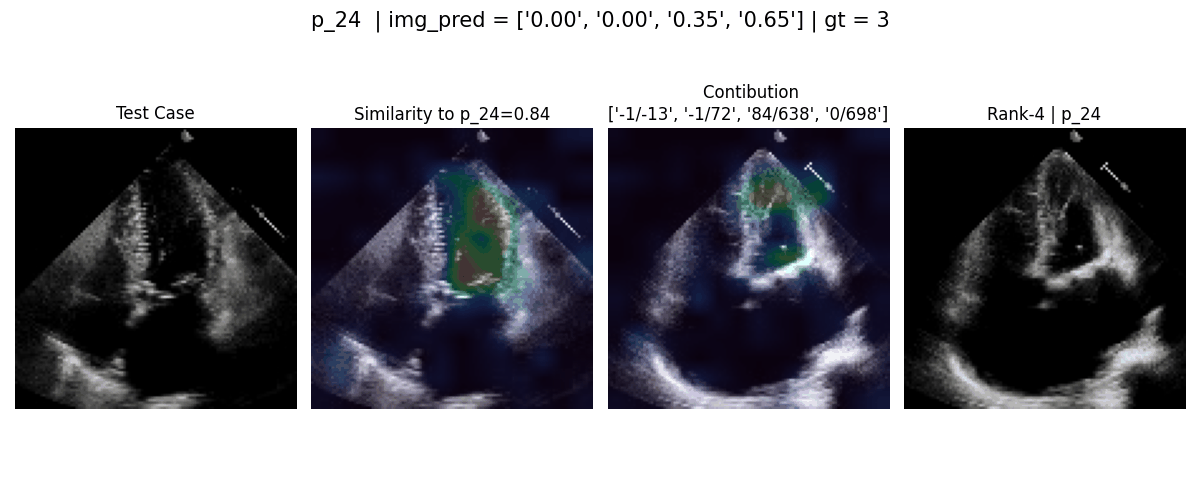 p_24  | img_pred = ['0.00', '0.00', '0.35', '0.65'] | gt = 3
Test Case
Similarity to p_24=0.84
Contibution
['-1/-13', '-1/72', '84/638', '0/698']
Rank-4 | p_24